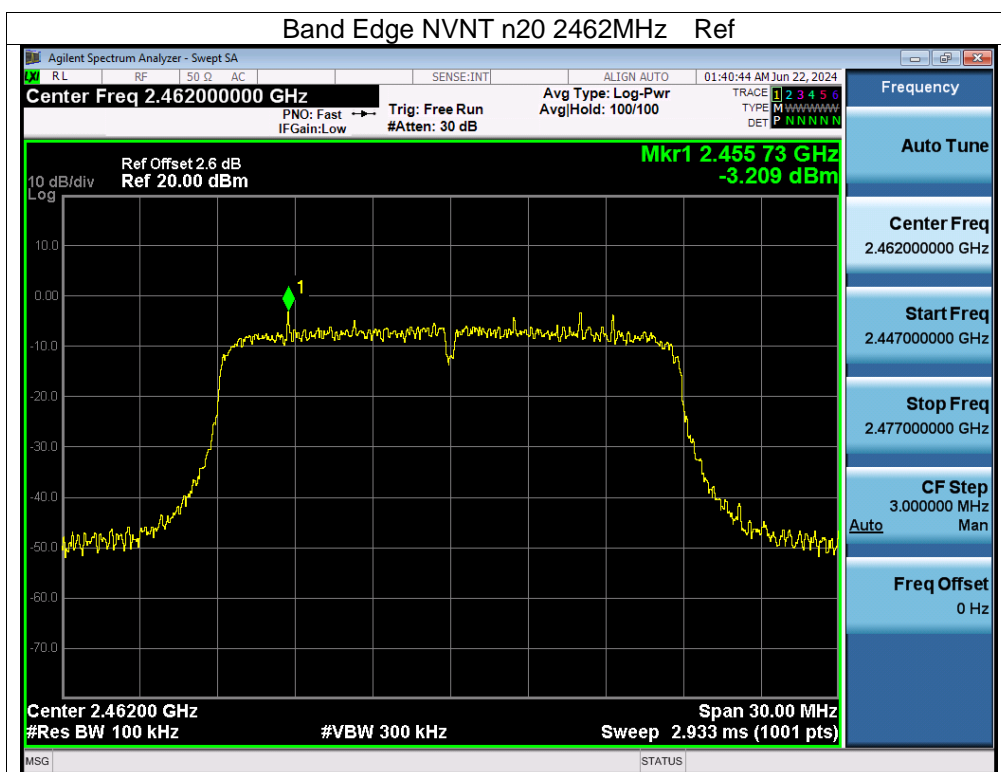 Band Edge NVNT n20 2462MHz Ref
Agilent Spectrum Analyzer - Swept SA
LXI RL RF 50 Ω AC SENSE:INT ALIGN AUTO 01:40:44 AM Jun 22, 2024
Center Freq 2.462000000 GHz
PNO: Fast
IFGain:Low
Trig: Free Run
#Atten: 30 dB
Avg Type: Log-Pwr
Avg|Hold: 100/100
TRACE 1 2 3 4 5 6
TYPE M WWWWW
DET P N N N N N
Mkr1 2.455 73 GHz
-3.209 dBm
Ref Offset 2.6 dB
10 dB/div Ref 20.00 dBm
Log
1
10.0
0.00
-10.0
-20.0
-30.0
-40.0
-50.0
-60.0
-70.0
Center 2.46200 GHz Span 30.00 MHz
#Res BW 100 kHz #VBW 300 kHz Sweep 2.933 ms (1001 pts)
MSG STATUS
Frequency
Auto Tune
Center Freq
2.462000000 GHz
Start Freq
2.447000000 GHz
Stop Freq
2.477000000 GHz
CF Step
3.000000 MHz
Auto Man
Freq Offset
0 Hz